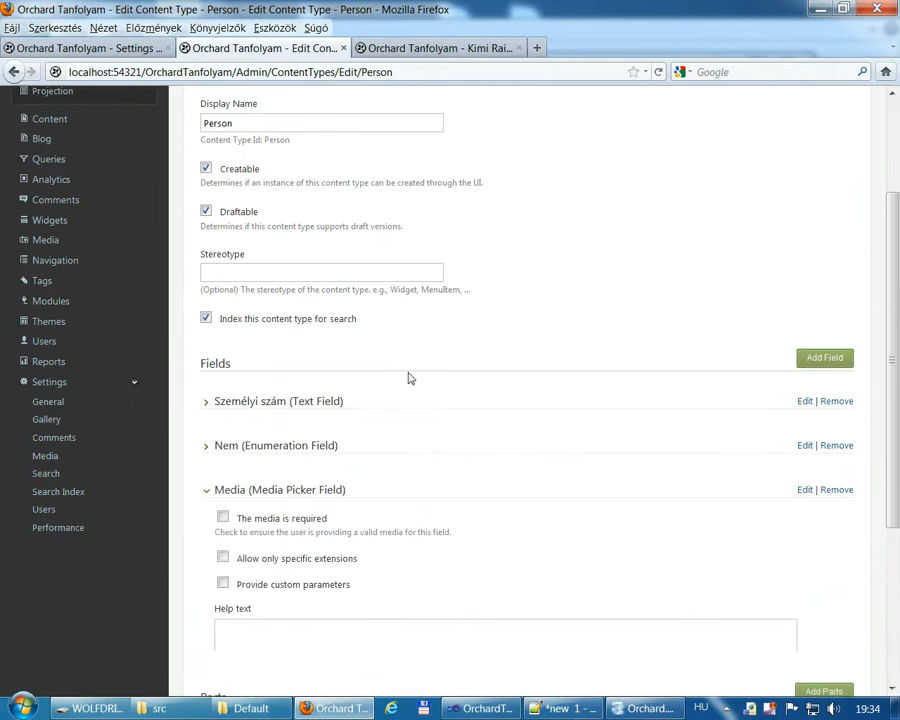 Orchard Tanfolyam - Edit Content Type - Person - Edit Content Type - Person - Mozilla Firefox
Fájl Szerkesztés Nézet Előzmények Könyvjelzők Eszközök Súgó
Orchard Tanfolyam - Settings ... × Orchard Tanfolyam - Edit Con... × Orchard Tanfolyam - Kimi Rai... × +
localhost:54321/OrchardTanfolyam/Admin/ContentTypes/Edit/Person Google
Projection
Content
Blog
Queries
Analytics
Comments
Widgets
Media
Navigation
Tags
Modules
Themes
Users
Reports
Settings
General
Gallery
Comments
Media
Search
Search Index
Users
Performance
Display Name
Person
Content Type Id: Person
Creatable
Determines if an instance of this content type can be created through the UI.
Draftable
Determines if this content type supports draft versions.
Stereotype
(Optional) The stereotype of the content type. e.g., Widget, MenuItem, ...
Index this content type for search
Fields Add Field
Személyi szám (Text Field) Edit | Remove
Nem (Enumeration Field) Edit | Remove
Media (Media Picker Field) Edit | Remove
The media is required
Check to ensure the user is providing a valid media for this field.
Allow only specific extensions
Provide custom parameters
Help text
Parts Add Parts
WOLFDRI... src Default Orchard T... OrchardT... *new 1 - ... Orchard.... HU 19:34